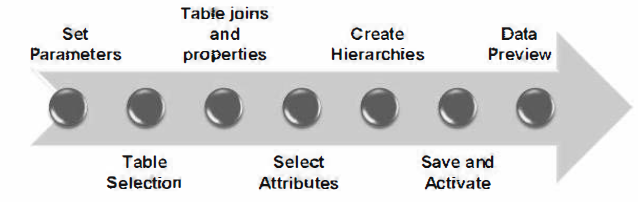 Set
Parameters
Table
Selection
Table joins
and
properties
Select
Attributes
Create
Hierarchies
Save and
Activate
Data
Preview